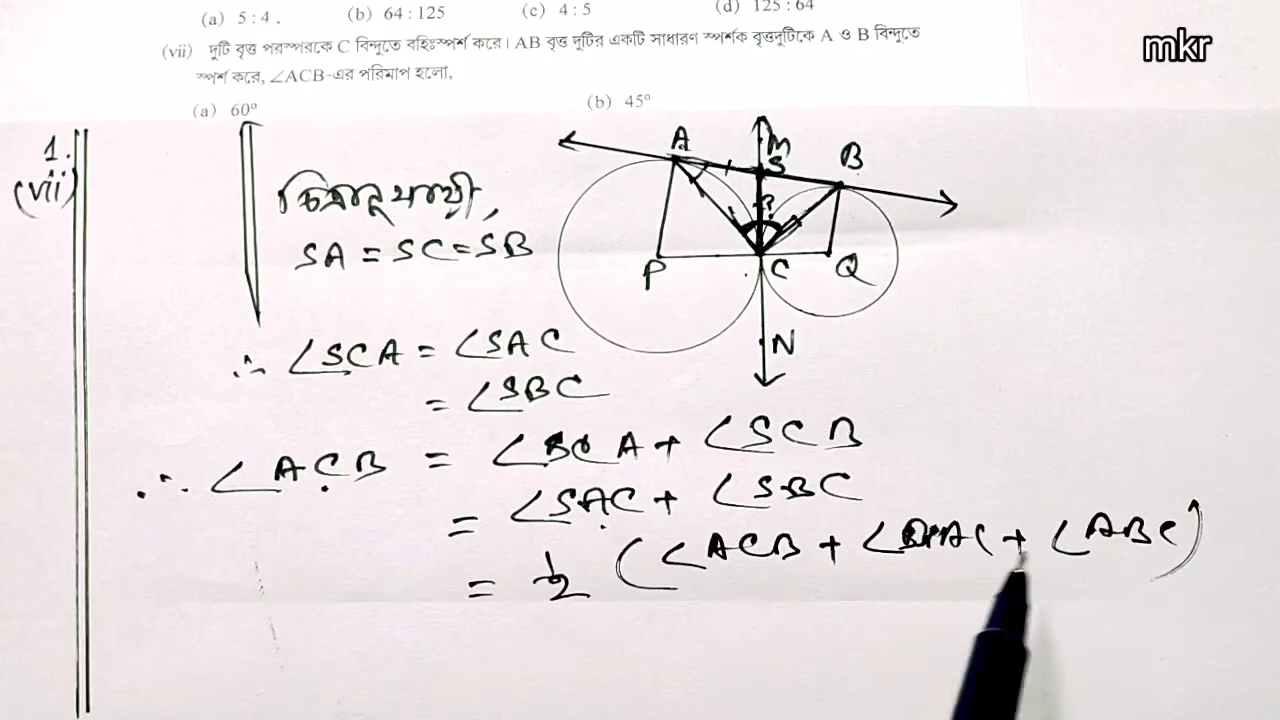 (a) 5 : 4 . (b) 64 : 125 (c) 4 : 5 (d) 125 : 64
(vii) দুটি বৃত্ত পরস্পরকে C বিন্দুতে বহিঃস্পর্শ করে। AB বৃত্ত দুটির একটি সাধারণ স্পর্শক বৃত্তদুটিকে A ও B বিন্দুতে
স্পর্শ করে, ∠ACB-এর পরিমাপ হলো,
(a) 60° (b) 45°
mkr
1.
(vii)
চিত্রানুযায়ী,
SA = SC = SB
A M S B
P C Q
N
∴ ∠SCA = ∠SAC
= ∠SBC
∴ ∠ACB = ∠SCA + ∠SCB
= ∠SAC + ∠SBC
= 1/2 (∠ACB + ∠BAC + ∠ABC)